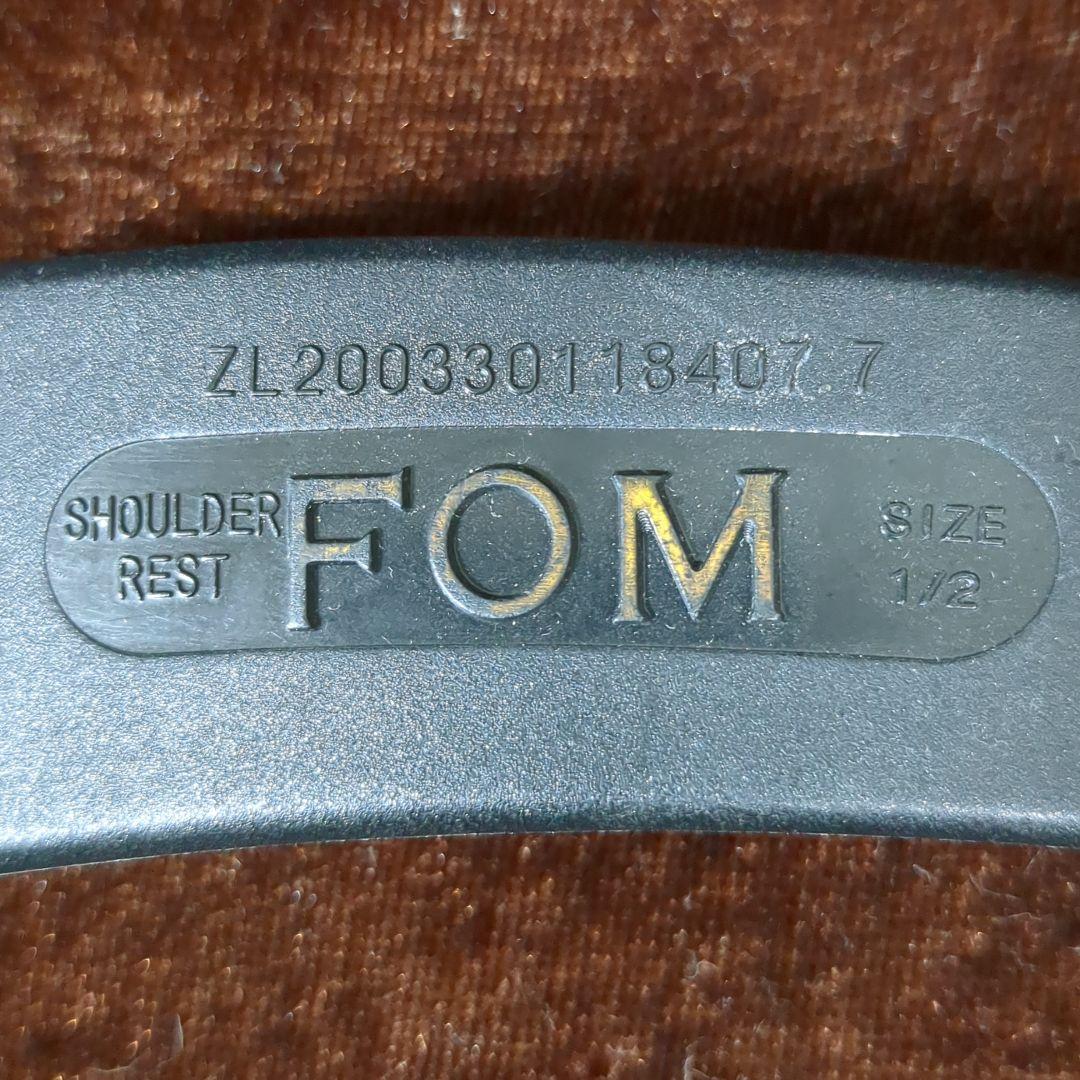 ZL200330118407.7
SHOULDER
REST
FOM
SIZE
1/2